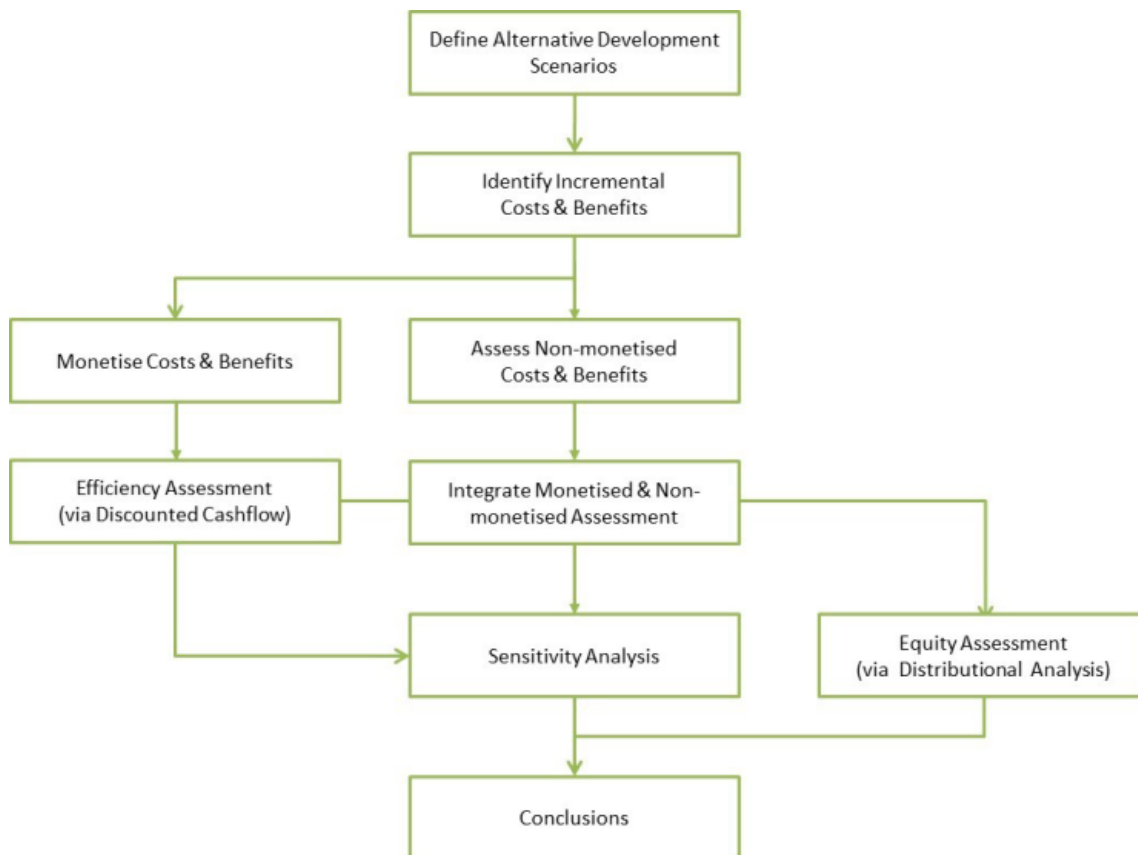 Define Alternative Development
Scenarios
Identify Incremental
Costs & Benefits
Monetise Costs & Benefits
Assess Non-monetised
Costs & Benefits
Efficiency Assessment
(via Discounted Cashflow)
Integrate Monetised & Non-
monetised Assessment
Sensitivity Analysis
Equity Assessment
(via Distributional Analysis)
Conclusions